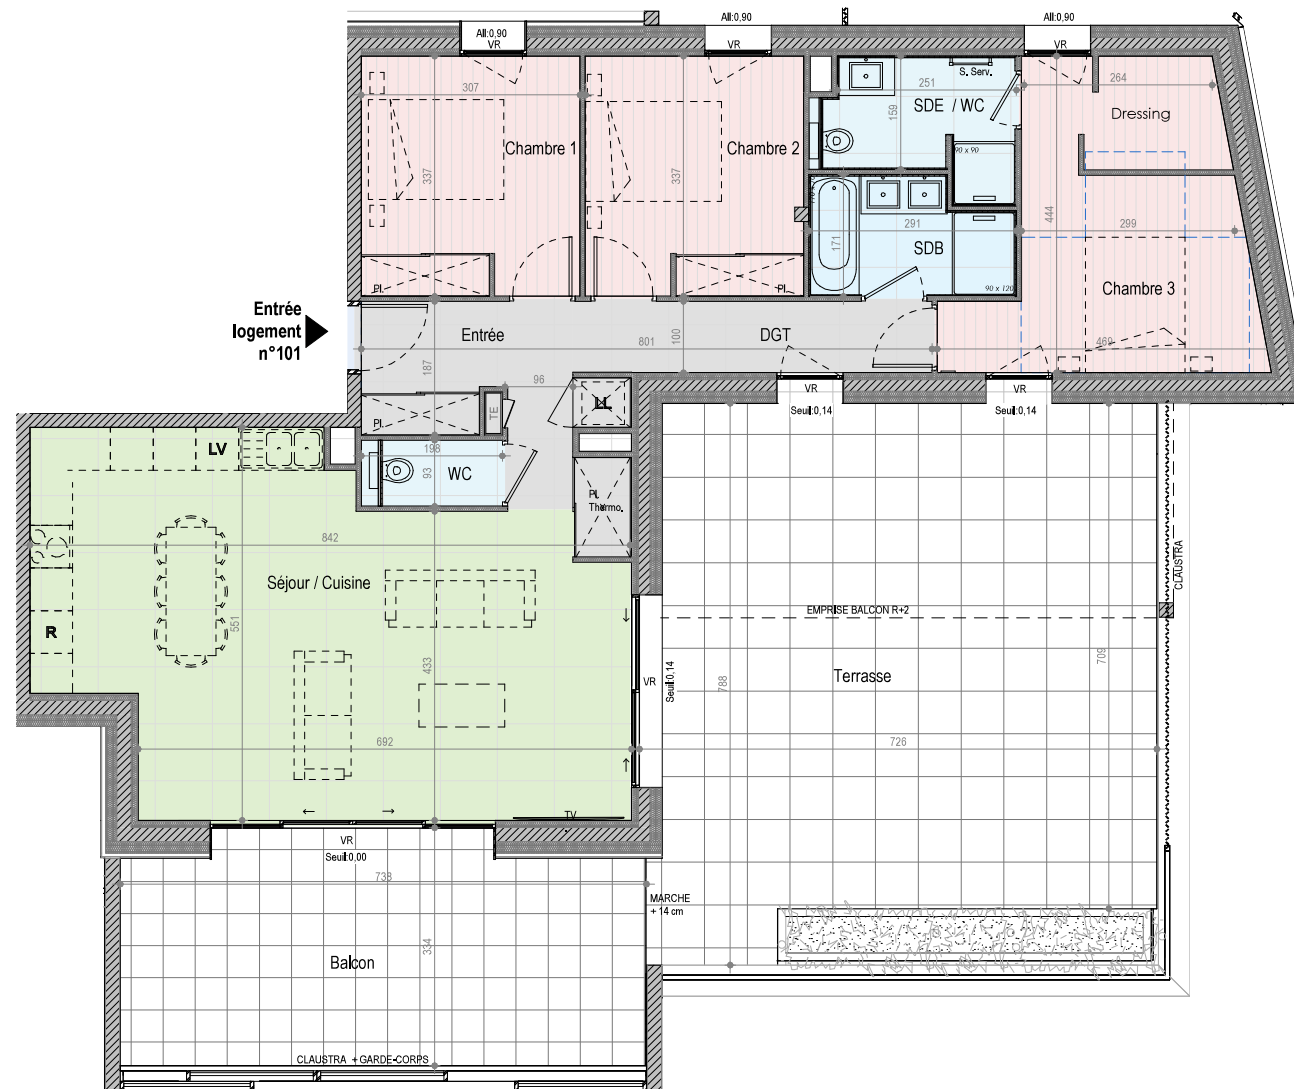 All:0,90
VR
All:0,90
VR
All:0,90
VR
307
337
Chambre 1
337
Chambre 2
251
159
S. Serv.
SDE / WC
90 x 90
264
Dressing
444
299
Chambre 3
469
291
171
SDB
90 x 120
Pl.
Pl.
Entrée
logement
n°101
Entrée
801
100
DGT
187
96
VR
Seuil:0,14
VR
Seuil:0,14
Pl.
TE
LL
198
93
WC
Pl.
Thermo.
LV
842
Séjour / Cuisine
551
R
433
692
TV
VR
Seuil:0,14
EMPRISE BALCON R+2
CLAUSTRA
Terrasse
788
709
726
VR
Seuil:0,00
738
MARCHE
+ 14 cm
334
Balcon
CLAUSTRA + GARDE-CORPS